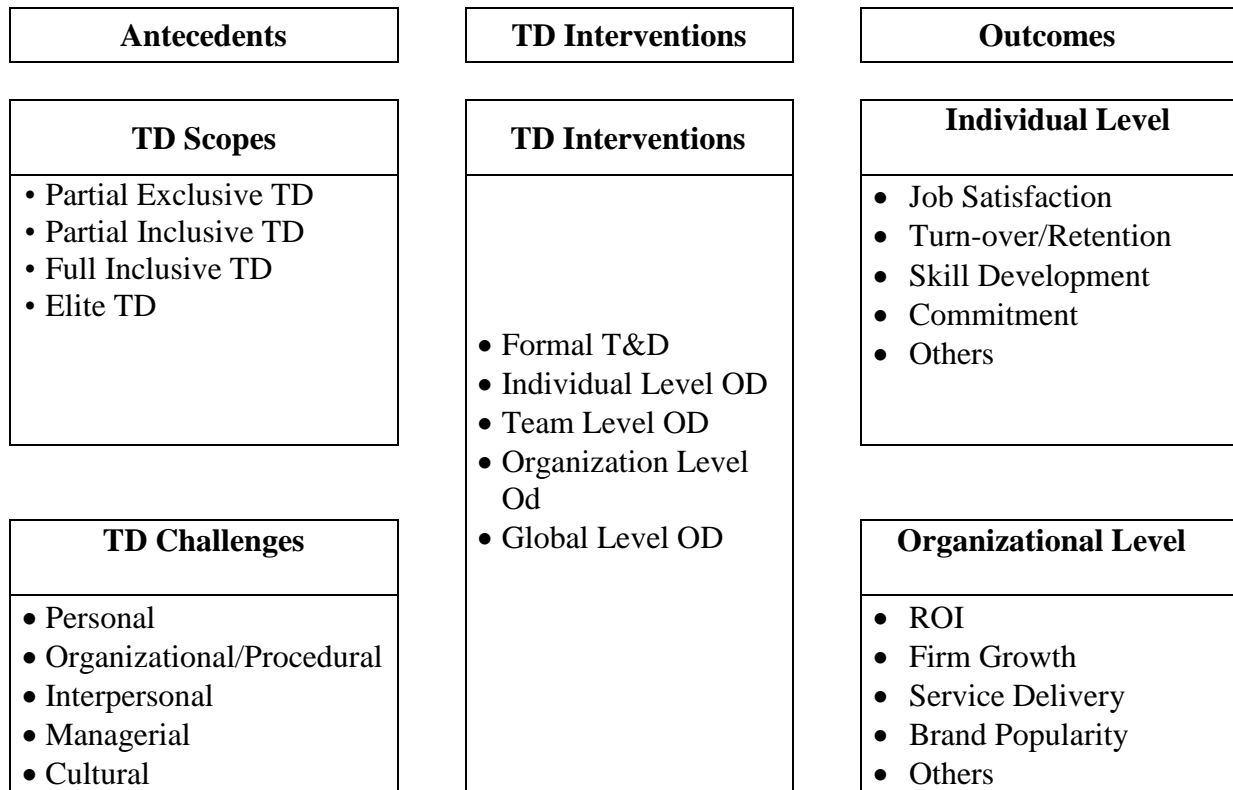 Antecedents
TD Interventions
Outcomes
TD Scopes
• Partial Exclusive TD
• Partial Inclusive TD
• Full Inclusive TD
• Elite TD
TD Challenges
• Personal
• Organizational/Procedural
• Interpersonal
• Managerial
• Cultural
TD Interventions
• Formal T&D
• Individual Level OD
• Team Level OD
• Organization Level
Od
• Global Level OD
Individual Level
• Job Satisfaction
• Turn-over/Retention
• Skill Development
• Commitment
• Others
Organizational Level
• ROI
• Firm Growth
• Service Delivery
• Brand Popularity
• Others